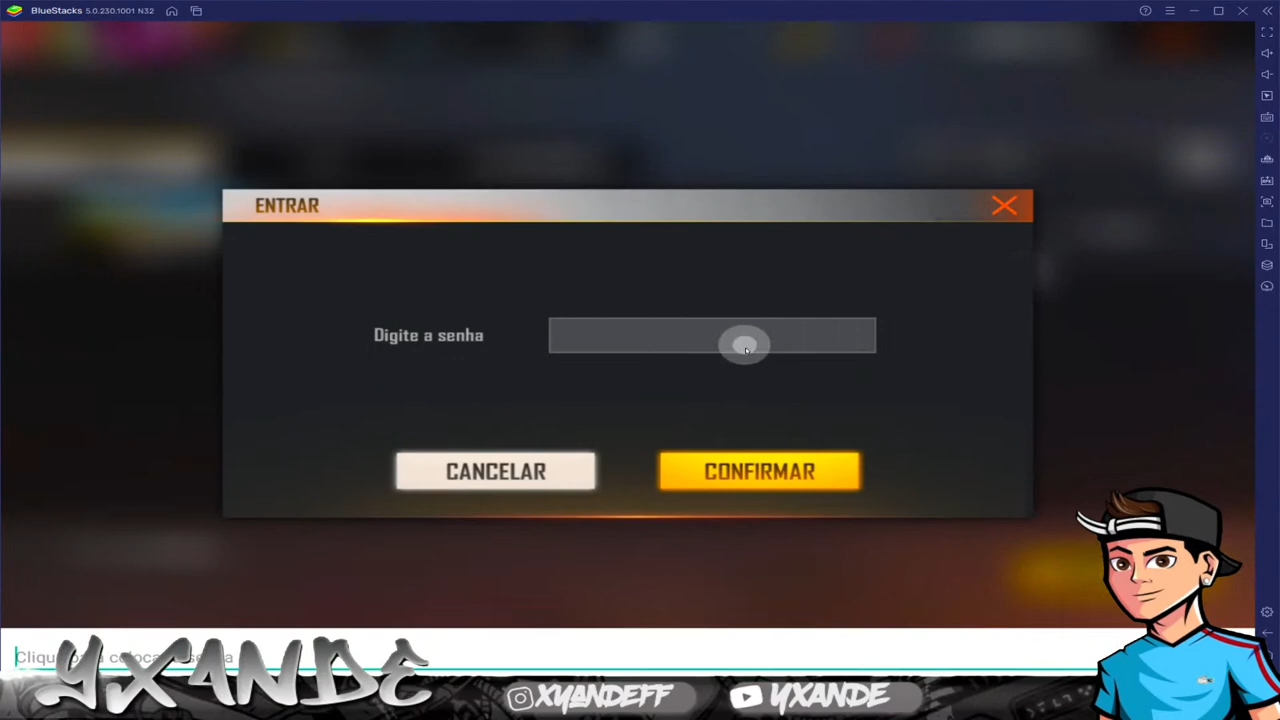 BlueStacks 5.0.230.1001 N32
ENTRAR
Digite a senha
CANCELAR
CONFIRMAR
YXANDE
XYANDEFF
YXANDE